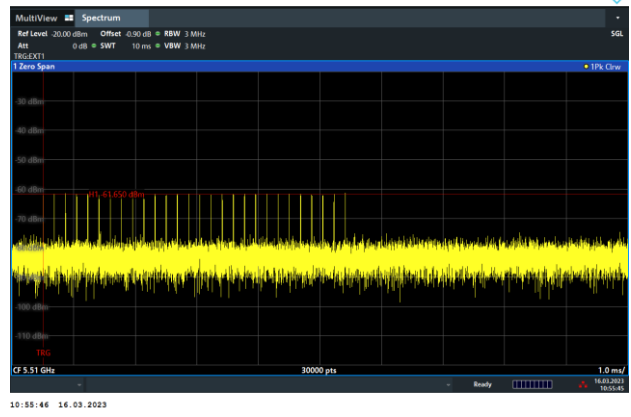 MultiView Spectrum
Ref Level -20.00 dBm Offset -0.90 dB RBW 3 MHz SGL
Att 0 dB SWT 10 ms VBW 3 MHz
TRG:EXT1
1 Zero Span 1Pk Clrw
-30 dBm
-40 dBm
-50 dBm
-60 dBm
H1 -61.650 dBm
-70 dBm
-100 dBm
-110 dBm
TRG
CF 5.51 GHz 30000 pts 1.0 ms/
Ready 16.03.2023
10:55:45
10:55:46 16.03.2023